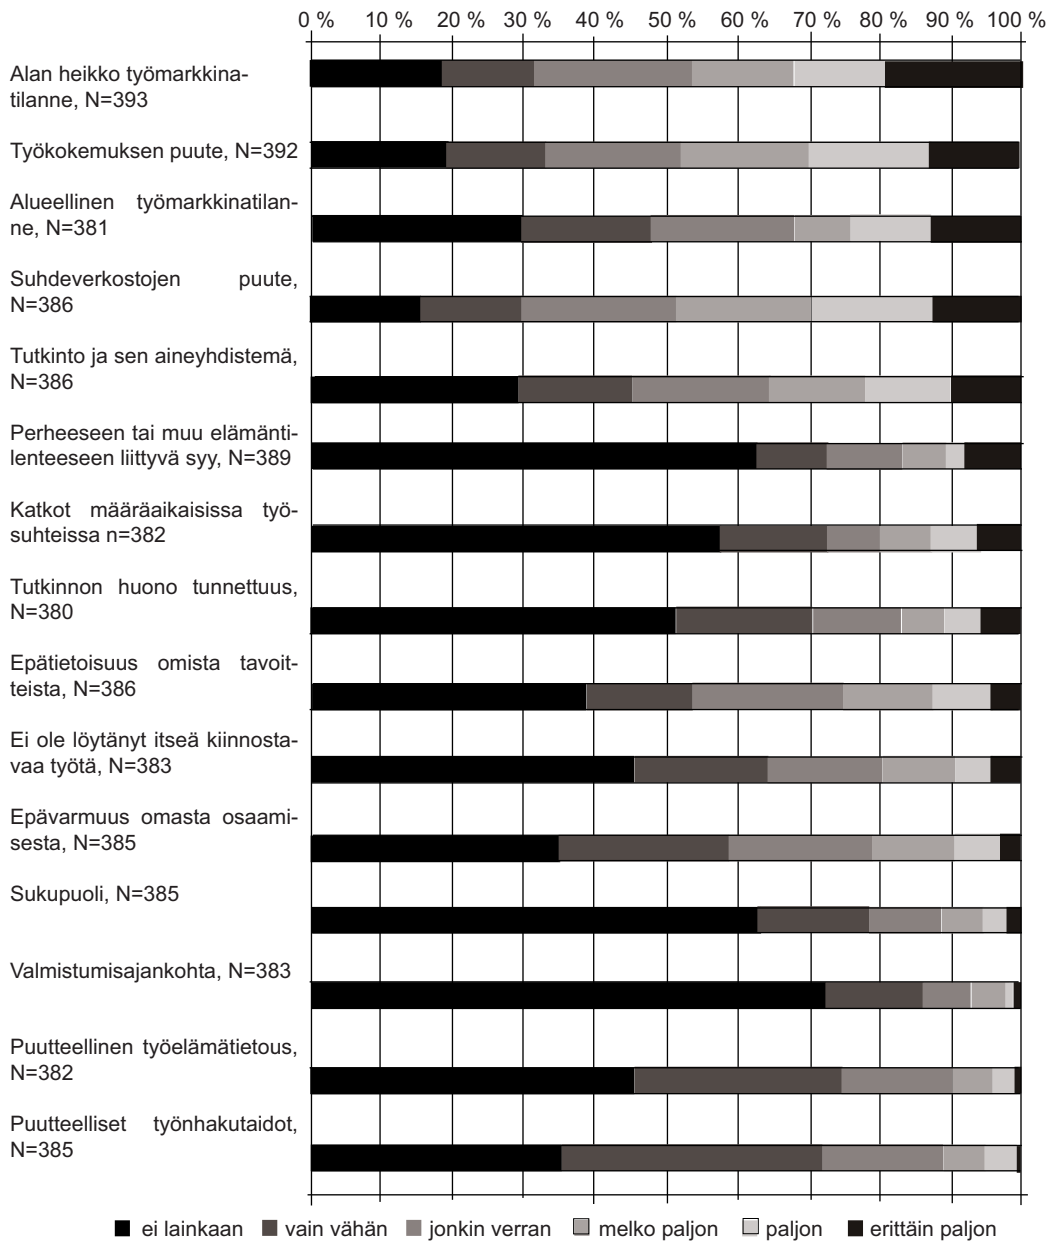 0 % 10 % 20 % 30 % 40 % 50 % 60 % 70 % 80 % 90 % 100 %
Alan heikko työmarkkina-
tilanne, N=393
Työkokemuksen puute, N=392
Alueellinen työmarkkinatilan-
ne, N=381
Suhdeverkostojen puute,
N=386
Tutkinto ja sen aineyhdistemä,
N=386
Perheeseen tai muu elämänti-
lenteeseen liittyvä syy, N=389
Katkot määräaikaisissa työ-
suhteissa n=382
Tutkinnon huono tunnettuus,
N=380
Epätietoisuus omista tavoit-
teista, N=386
Ei ole löytänyt itseä kiinnosta-
vaa työtä, N=383
Epävarmuus omasta osaami-
sesta, N=385
Sukupuoli, N=385
Valmistumisajankohta, N=383
Puutteellinen työelämätietous,
N=382
Puutteelliset työnhakutaidot,
N=385
ei lainkaan vain vähän jonkin verran melko paljon paljon erittäin paljon